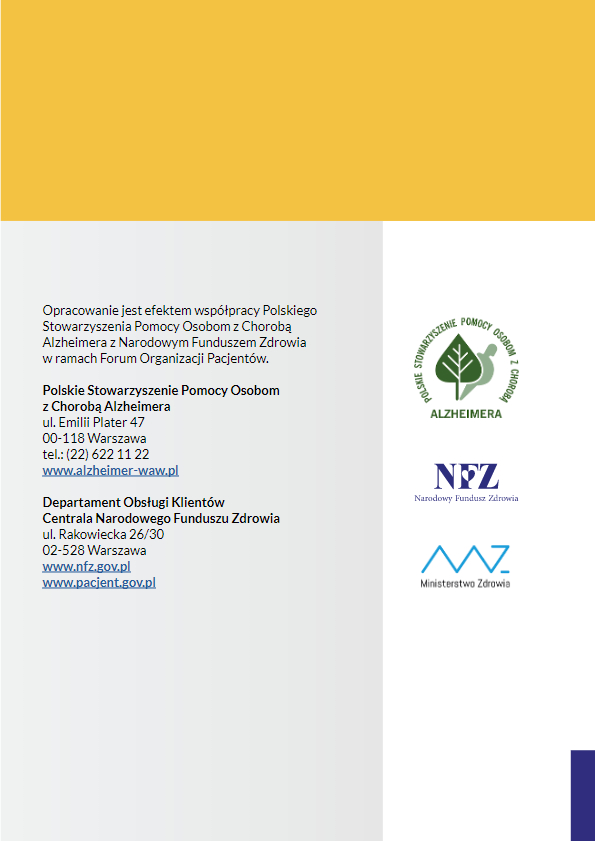 Opracowanie jest efektem współpracy Polskiego
Stowarzyszenia Pomocy Osobom z Chorobą
Alzheimera z Narodowym Funduszem Zdrowia
w ramach Forum Organizacji Pacjentów.
Polskie Stowarzyszenie Pomocy Osobom
z Chorobą Alzheimera
ul. Emilii Plater 47
00-118 Warszawa
tel.: (22) 622 11 22
www.alzheimer-waw.pl
Departament Obsługi Klientów
Centrala Narodowego Funduszu Zdrowia
ul. Rakowiecka 26/30
02-528 Warszawa
www.nfz.gov.pl
www.pacjent.gov.pl
POLSKIE STOWARZYSZENIE POMOCY OSOBOM Z CHOROBĄ
ALZHEIMERA
NFZ
Narodowy Fundusz Zdrowia
MZ
Ministerstwo Zdrowia